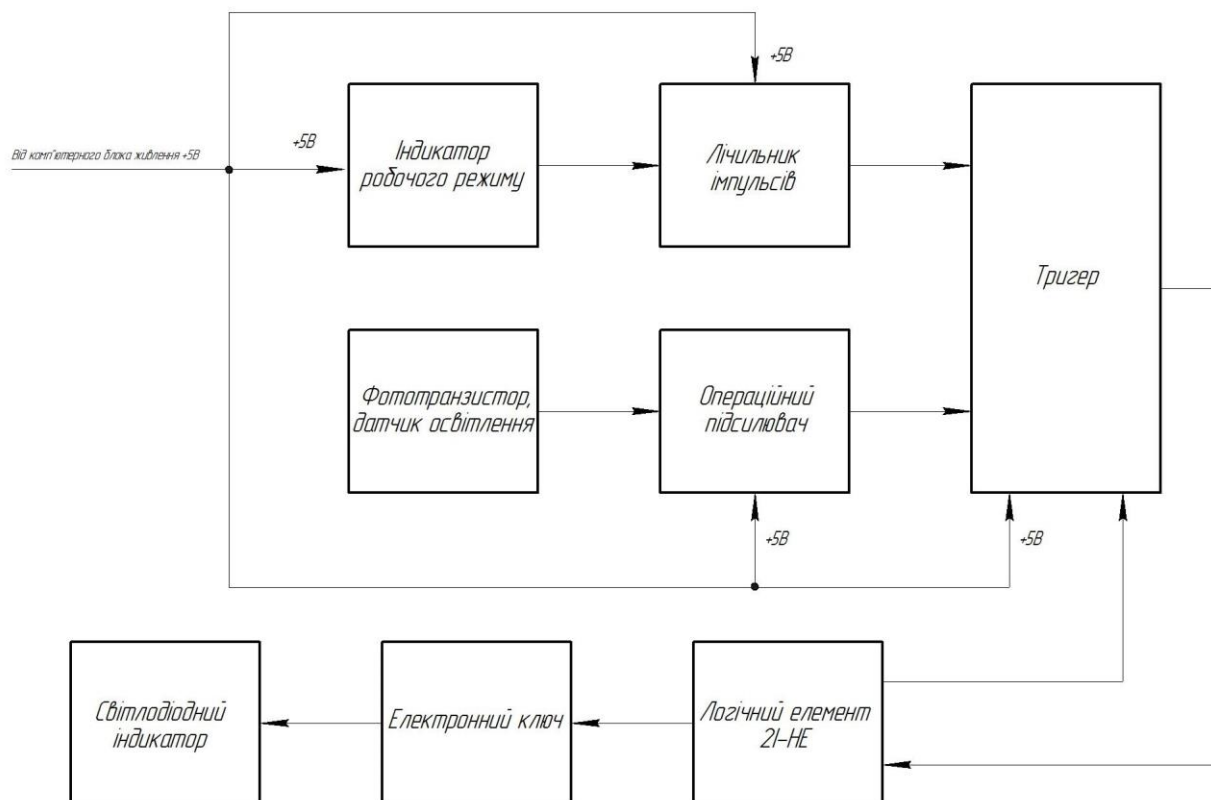 +5В
Від комп'ютерного блока живлення +5В
+5В
Індикатор
робочого режиму
Лічильник
імпульсів
Тригер
Фототранзистор,
датчик освітлення
Операційний
підсилювач
+5В
+5В
Світлодіодний
індикатор
Електронний ключ
Логічний елемент
2І-НЕ